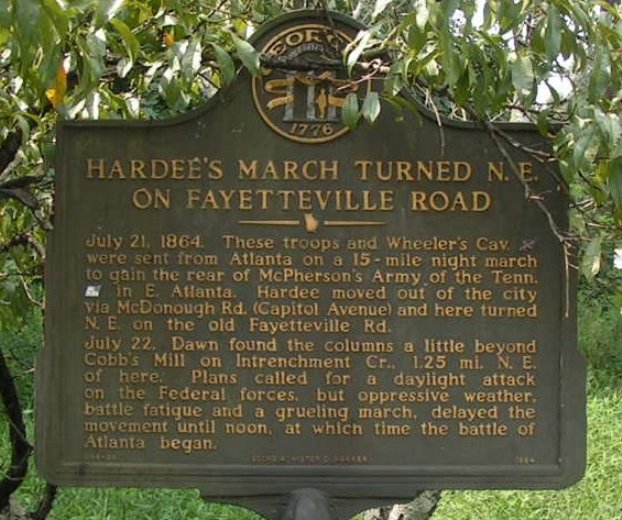 GEORGIA
1776
HARDEE'S MARCH TURNED N. E.
ON FAYETTEVILLE ROAD
July 21, 1864. These troops and Wheeler's Cav.
were sent from Atlanta on a 15-mile night march
to gain the rear of McPherson's Army of the Tenn.
in E. Atlanta. Hardee moved out of the city
via McDonough Rd. (Capitol Avenue) and here turned
N. E. on the old Fayetteville Rd.
July 22. Dawn found the columns a little beyond
Cobb's Mill on Intrenchment Cr., 1.25 mi. N. E.
of here. Plans called for a daylight attack
on the Federal forces, but oppressive weather,
battle fatigue and a grueling march, delayed the
movement until noon, at which time the battle of
Atlanta began.
GEORGIA HISTORIC MARKER